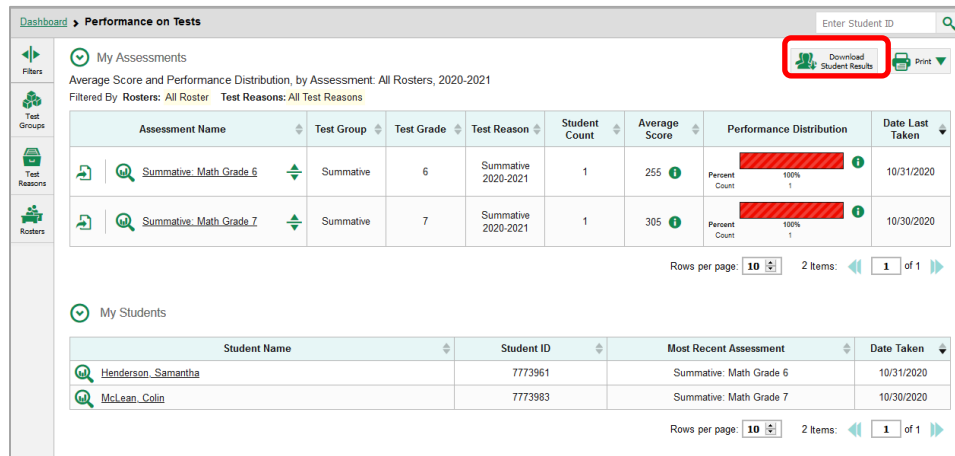 Dashboard > Performance on Tests
Enter Student ID
Filters
Test Groups
Test Reasons
Rosters
My Assessments
Download Student Results
Print
Average Score and Performance Distribution, by Assessment: All Rosters, 2020-2021
Filtered By Rosters: All Roster Test Reasons: All Test Reasons
Assessment Name Test Group Test Grade Test Reason Student Count Average Score Performance Distribution Date Last Taken
Summative: Math Grade 6 Summative 6 Summative 2020-2021 1 255 Percent 100% Count 1 10/31/2020
Summative: Math Grade 7 Summative 7 Summative 2020-2021 1 305 Percent 100% Count 1 10/30/2020
Rows per page: 10 2 Items: 1 of 1
My Students
Student Name Student ID Most Recent Assessment Date Taken
Henderson, Samantha 7773961 Summative: Math Grade 6 10/31/2020
McLean, Colin 7773983 Summative: Math Grade 7 10/30/2020
Rows per page: 10 2 Items: 1 of 1